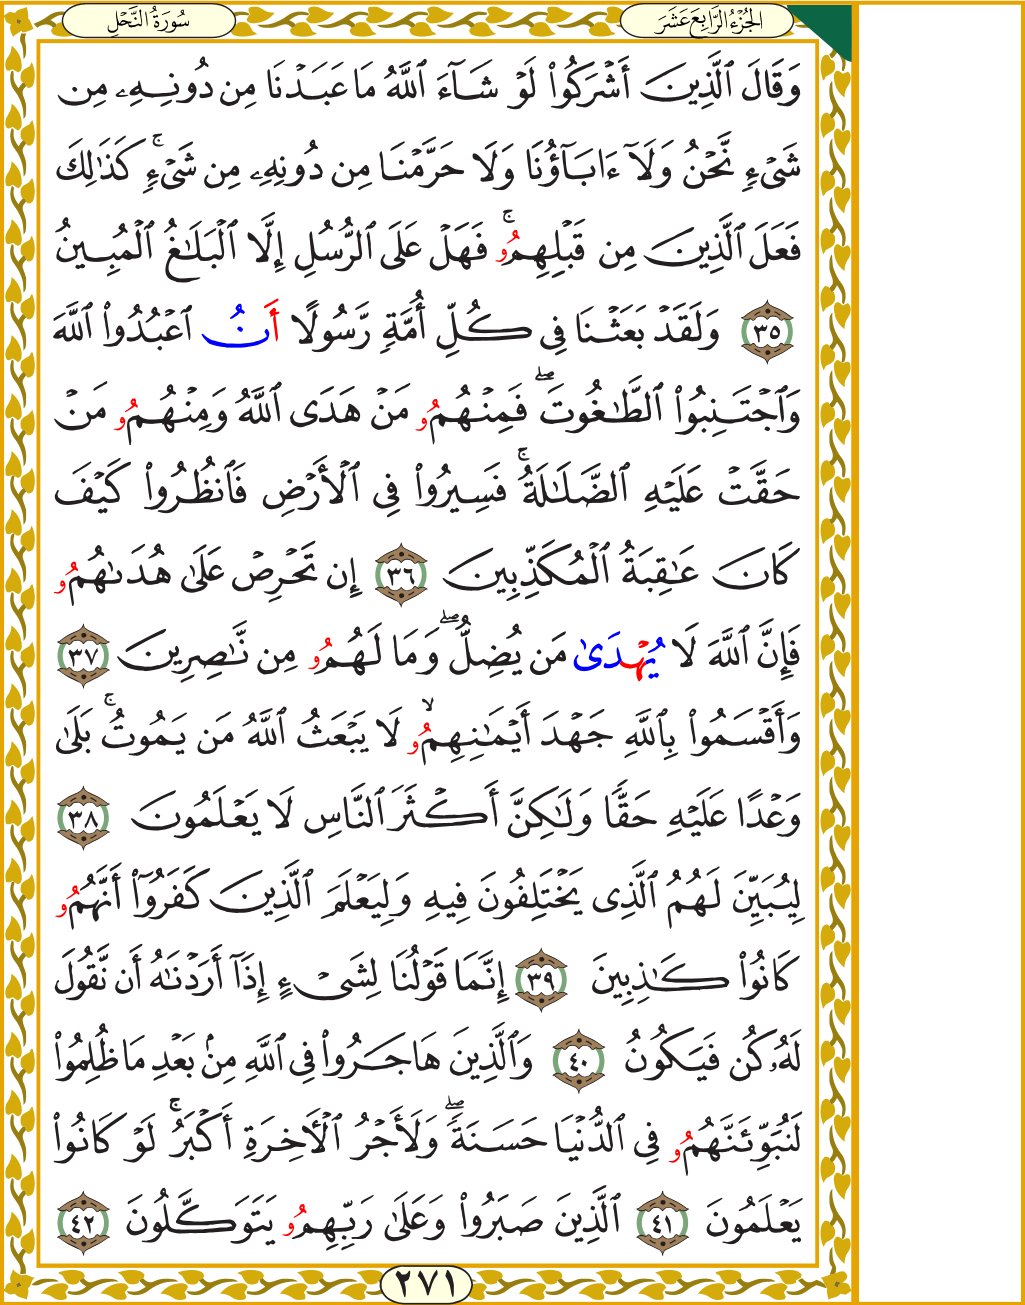 الجُزْءُ الرَّابِعَ عَشَرَ
سُورَةُ النَّحْلِ
وَقَالَ ٱلَّذِينَ أَشۡرَكُوا۟ لَوۡ شَآءَ ٱللَّهُ مَا عَبَدۡنَا مِن دُونِهِۦ مِن
شَىۡءٍ نَّحۡنُ وَلَآ ءَابَآؤُنَا وَلَا حَرَّمۡنَا مِن دُونِهِۦ مِن شَىۡءٍۚ كَذَٰلِكَ
فَعَلَ ٱلَّذِينَ مِن قَبۡلِهِمُۥۚ فَهَلۡ عَلَى ٱلرُّسُلِ إِلَّا ٱلۡبَلَٰغُ ٱلۡمُبِينُ
٣٥ وَلَقَدۡ بَعَثۡنَا فِى كُلِّ أُمَّةٍ رَّسُولًا أَنُ ٱعۡبُدُوا۟ ٱللَّهَ
وَٱجۡتَنِبُوا۟ ٱلطَّٰغُوتَۖ فَمِنۡهُمُۥ مَنۡ هَدَى ٱللَّهُ وَمِنۡهُمُۥ مَنۡ
حَقَّتۡ عَلَيۡهِ ٱلضَّلَٰلَةُۚ فَسِيرُوا۟ فِى ٱلۡأَرۡضِ فَٱنظُرُوا۟ كَيۡفَ
كَانَ عَٰقِبَةُ ٱلۡمُكَذِّبِينَ ٣٦ إِن تَحۡرِصۡ عَلَىٰ هُدَىٰهُمُۥ
فَإِنَّ ٱللَّهَ لَا يُهۡدَىٰ مَن يُضِلُّۖ وَمَا لَهُمُۥ مِن نَّٰصِرِينَ ٣٧
وَأَقۡسَمُوا۟ بِٱللَّهِ جَهۡدَ أَيۡمَٰنِهِمُۥۙ لَا يَبۡعَثُ ٱللَّهُ مَن يَمُوتُۚ بَلَىٰ
وَعۡدًا عَلَيۡهِ حَقًّا وَلَٰكِنَّ أَكۡثَرَ ٱلنَّاسِ لَا يَعۡلَمُونَ ٣٨
لِيُبَيِّنَ لَهُمُ ٱلَّذِى يَخۡتَلِفُونَ فِيهِ وَلِيَعۡلَمَ ٱلَّذِينَ كَفَرُوٓا۟ أَنَّهُمُۥ
كَانُوا۟ كَٰذِبِينَ ٣٩ إِنَّمَا قَوۡلُنَا لِشَىۡءٍ إِذَآ أَرَدۡنَٰهُ أَن نَّقُولَ
لَهُۥ كُن فَيَكُونُ ٤٠ وَٱلَّذِينَ هَاجَرُوا۟ فِى ٱللَّهِ مِنۢ بَعۡدِ مَا ظُلِمُوا۟
لَنُبَوِّئَنَّهُمُۥ فِى ٱلدُّنۡيَا حَسَنَةًۖ وَلَأَجۡرُ ٱلۡأَخِرَةِ أَكۡبَرُۚ لَوۡ كَانُوا۟
يَعۡلَمُونَ ٤١ ٱلَّذِينَ صَبَرُوا۟ وَعَلَىٰ رَبِّهِمُۥ يَتَوَكَّلُونَ ٤٢
٢٧١